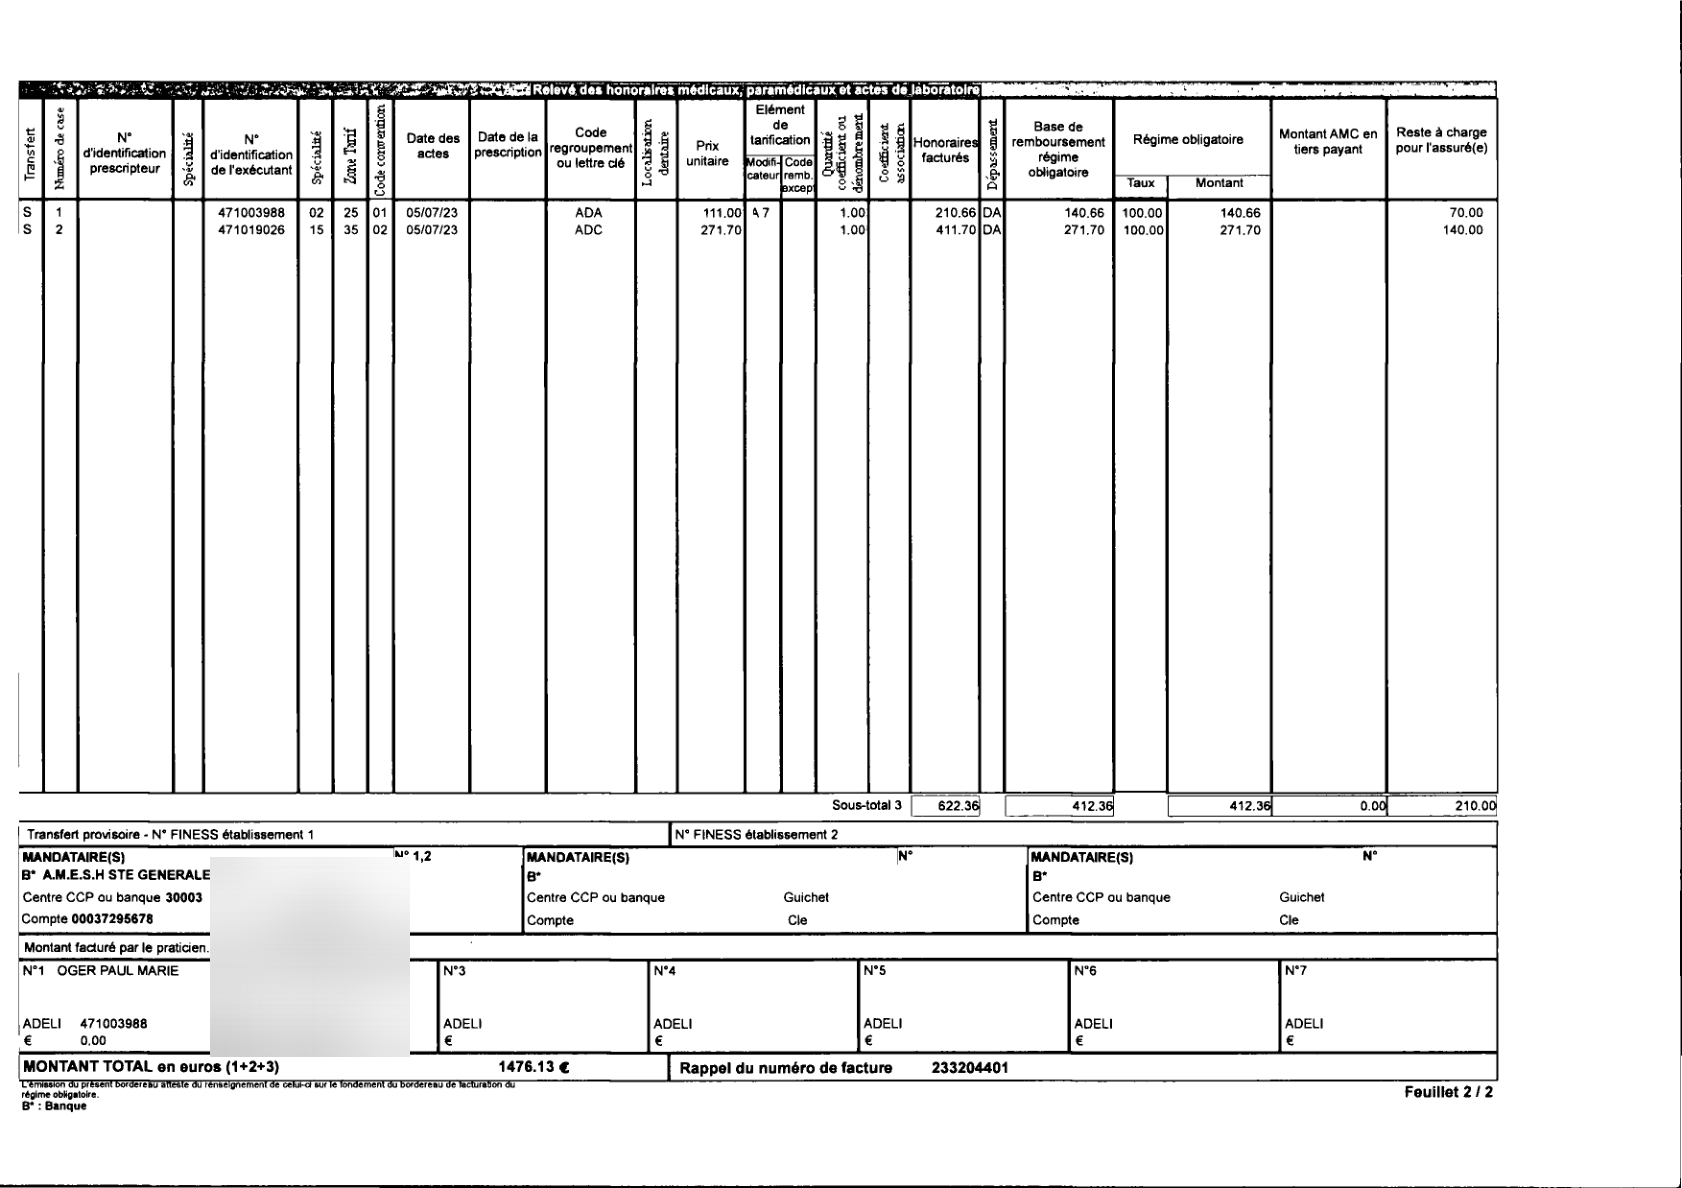 Relevé des honoraires médicaux, paramédicaux et actes de laboratoire
Transfert
Numéro de case
N° d'identification prescripteur
Spécialité
N° d'identification de l'exécutant
Spécialité
Zone Tarif
Code convention
Date des actes
Date de la prescription
Code regroupement ou lettre clé
Localisation dentaire
Prix unitaire
Elément de tarification
Modifi-cateur
Code remb. except
Quantité coefficient ou dénombrement
Coefficient association
Honoraires facturés
Dépassement
Base de remboursement régime obligatoire
Régime obligatoire
Taux
Montant
Montant AMC en tiers payant
Reste à charge pour l'assuré(e)
S 1 471003988 02 25 01 05/07/23 ADA 111.00 A 7 1.00 210.66 DA 140.66 100.00 140.66 70.00
S 2 471019026 15 35 02 05/07/23 ADC 271.70 1.00 411.70 DA 271.70 100.00 271.70 140.00
Sous-total 3 622.36 412.36 412.36 0.00 210.00
Transfert provisoire - N° FINESS établissement 1 N° FINESS établissement 2
MANDATAIRE(S) N° 1,2 MANDATAIRE(S) N° MANDATAIRE(S) N°
B* A.M.E.S.H STE GENERALE B* B*
Centre CCP ou banque 30003 Centre CCP ou banque Guichet Centre CCP ou banque Guichet
Compte 00037295678 Compte Cle Compte Cle
Montant facturé par le praticien.
N°1 OGER PAUL MARIE N°3 N°4 N°5 N°6 N°7
ADELI 471003988 ADELI ADELI ADELI ADELI ADELI
€ 0.00 € € € € €
MONTANT TOTAL en euros (1+2+3) 1476.13 € Rappel du numéro de facture 233204401
L'émission du présent bordereau atteste du renseignement de celui-ci sur le fondement du bordereau de facturation du
régime obligatoire.
B* : Banque
Feuillet 2 / 2